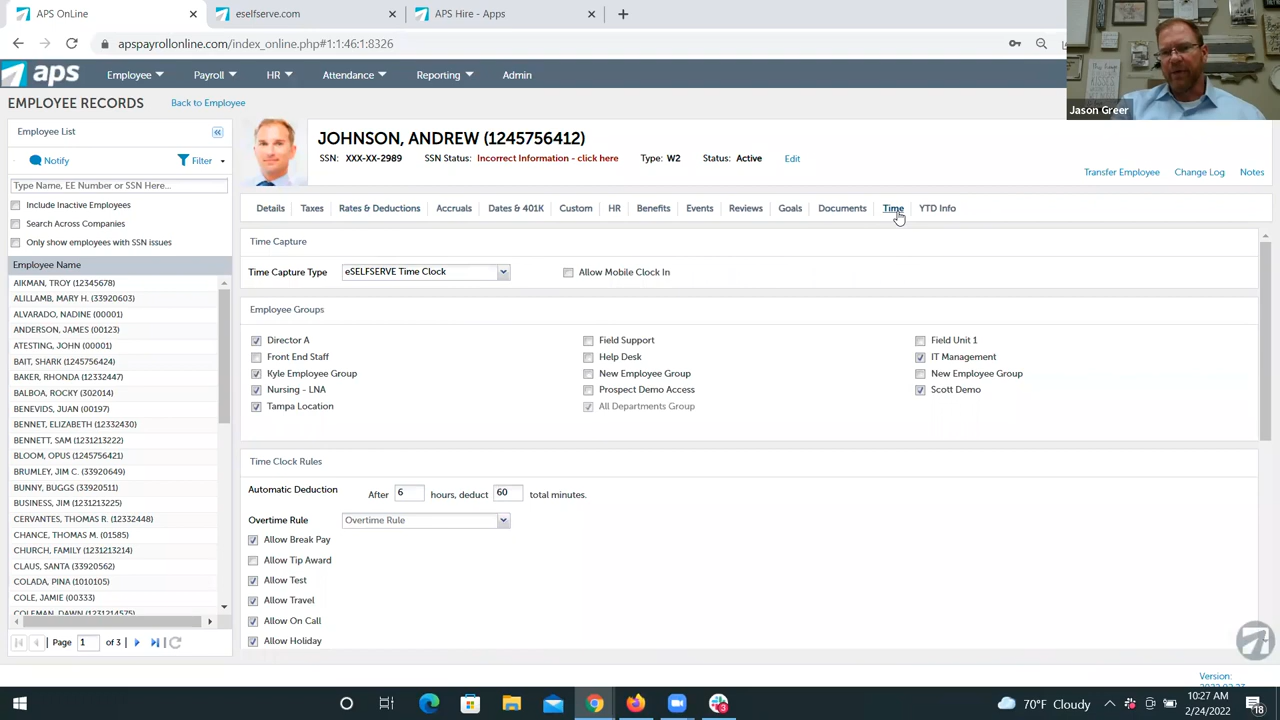 APS OnLine
eselfserve.com
APS Hire - Apps
apspayrollonline.com/index_online.php#1:1:46:1:8326
aps
Employee
Payroll
HR
Attendance
Reporting
Admin
Jason Greer
EMPLOYEE RECORDS
Back to Employee
Employee List
Notify
Filter
Type Name, EE Number or SSN Here...
Include Inactive Employees
Search Across Companies
Only show employees with SSN issues
Employee Name
AIKMAN, TROY (12345678)
ALILLAMB, MARY H. (33920603)
ALVARADO, NADINE (00001)
ANDERSON, JAMES (00123)
ATESTING, JOHN (00001)
BAIT, SHARK (1245756424)
BAKER, RHONDA (12332447)
BALBOA, ROCKY (302014)
BENEVIDS, JUAN (00197)
BENNET, ELIZABETH (12332430)
BENNETT, SAM (1231213222)
BLOOM, OPUS (1245756421)
BRUMLEY, JIM C. (33920649)
BUNNY, BUGGS (33920511)
BUSINESS, JIM (1231213225)
CERVANTES, THOMAS R. (12332448)
CHANCE, THOMAS M. (01585)
CHURCH, FAMILY (1231213214)
CLAUS, SANTA (33920562)
COLADA, PINA (1010105)
COLE, JAMIE (00333)
COLEMAN, DAWN (1231214575)
Page 1 of 3
JOHNSON, ANDREW (1245756412)
SSN: XXX-XX-2989 SSN Status: Incorrect Information - click here Type: W2 Status: Active Edit
Transfer Employee Change Log Notes
Details Taxes Rates & Deductions Accruals Dates & 401K Custom HR Benefits Events Reviews Goals Documents Time YTD Info
Time Capture
Time Capture Type eSELFSERVE Time Clock Allow Mobile Clock In
Employee Groups
Director A Field Support Field Unit 1
Front End Staff Help Desk IT Management
Kyle Employee Group New Employee Group New Employee Group
Nursing - LNA Prospect Demo Access Scott Demo
Tampa Location All Departments Group
Time Clock Rules
Automatic Deduction After 6 hours, deduct 60 total minutes.
Overtime Rule Overtime Rule
Allow Break Pay
Allow Tip Award
Allow Test
Allow Travel
Allow On Call
Allow Holiday
Version:
70°F Cloudy
10:27 AM
2/24/2022
18